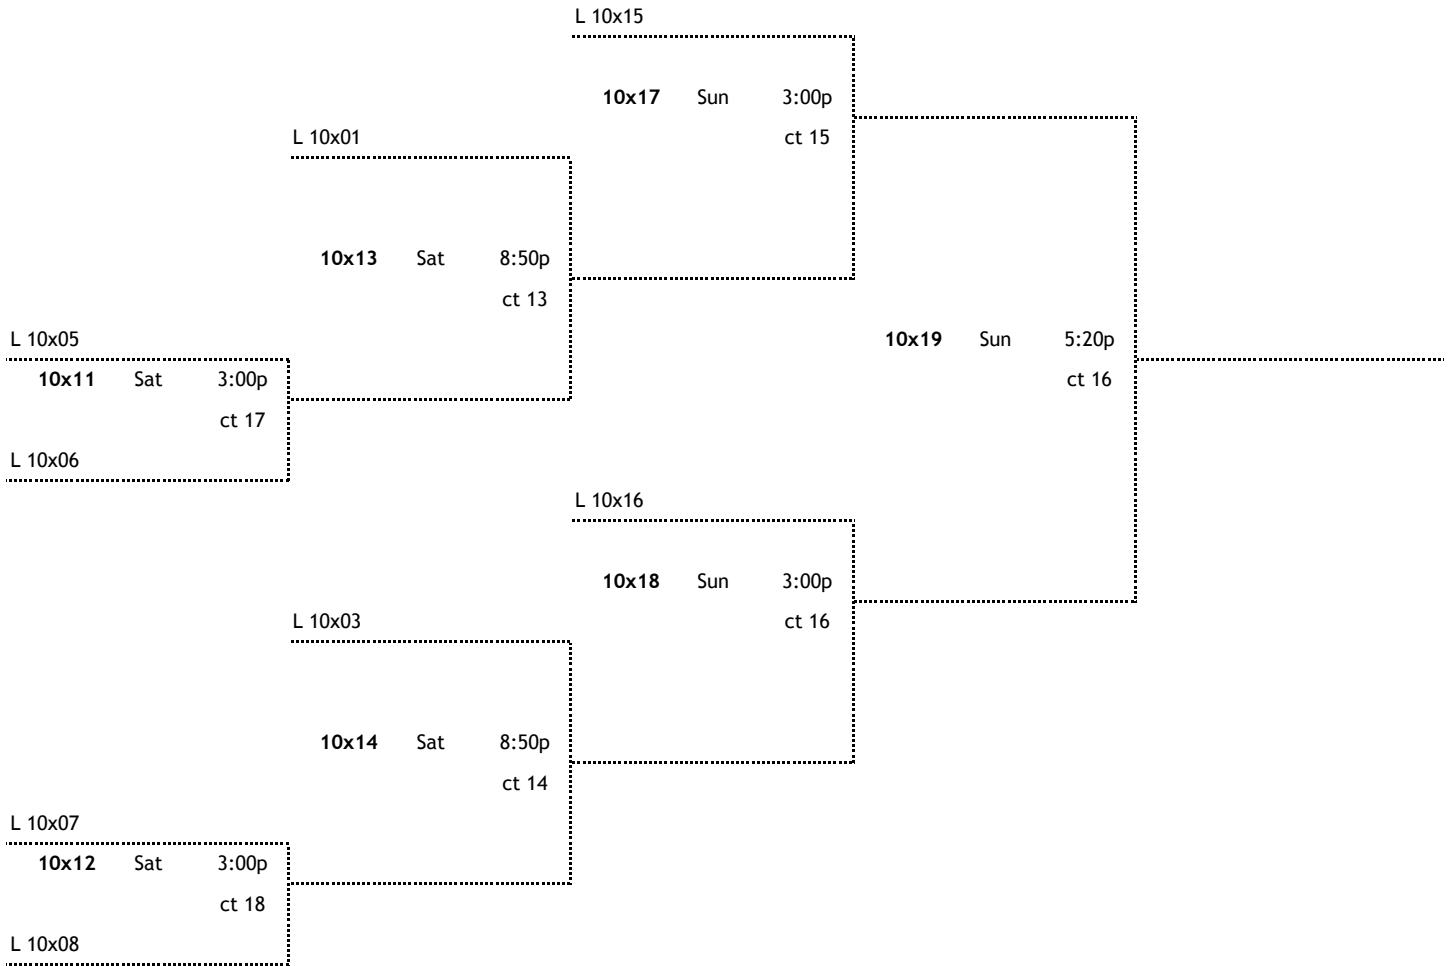 L 10x15
10x17 Sun 3:00p
L 10x01 ct 15
10x13 Sat 8:50p
ct 13
L 10x05 10x19 Sun 5:20p
10x11 Sat 3:00p ct 16
ct 17
L 10x06
L 10x16
10x18 Sun 3:00p
L 10x03 ct 16
10x14 Sat 8:50p
ct 14
L 10x07
10x12 Sat 3:00p
ct 18
L 10x08